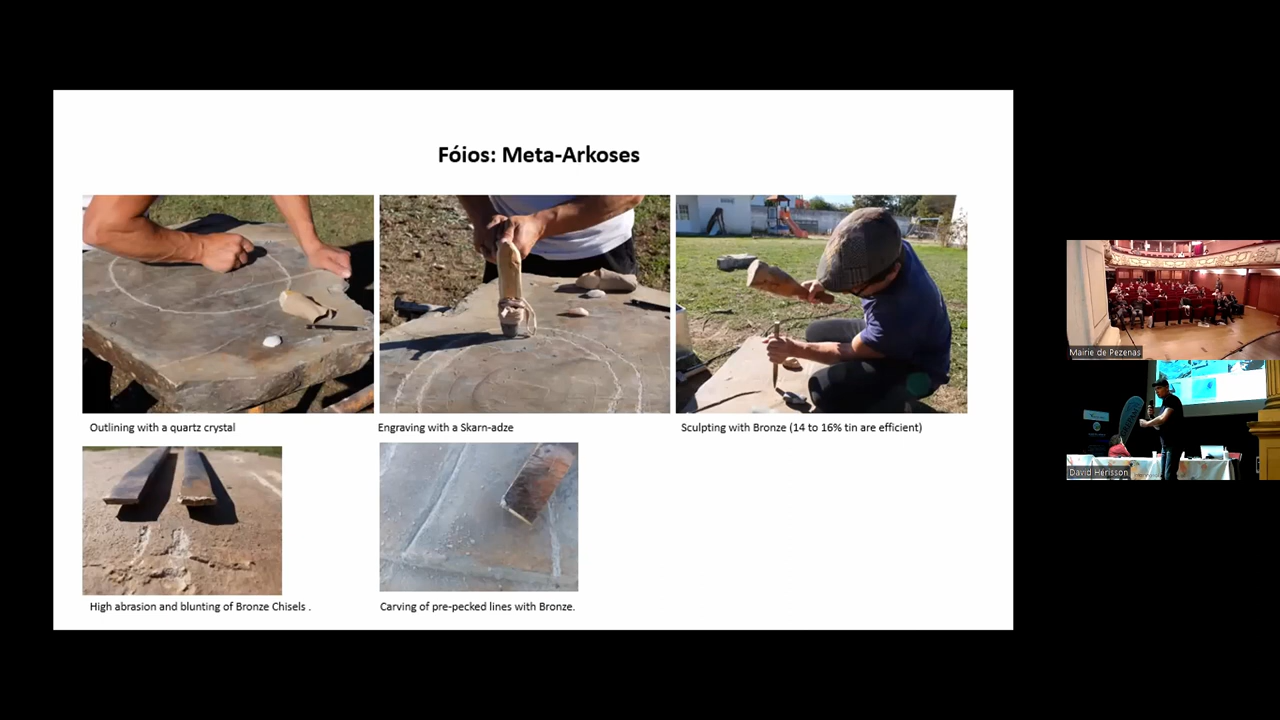 Fóios: Meta-Arkoses
Outlining with a quartz crystal
Engraving with a Skarn-adze
Sculpting with Bronze (14 to 16% tin are efficient)
High abrasion and blunting of Bronze Chisels .
Carving of pre-pecked lines with Bronze.
Mairie de Pezenas
David Hérisson